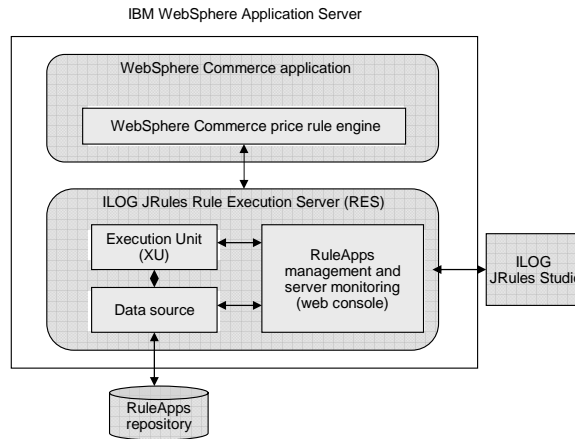 IBM WebSphere Application Server
WebSphere Commerce application
WebSphere Commerce price rule engine
ILOG JRules Rule Execution Server (RES)
Execution Unit
(XU)
Data source
RuleApps
management and
server monitoring
(web console)
ILOG
JRules Studio
RuleApps
repository